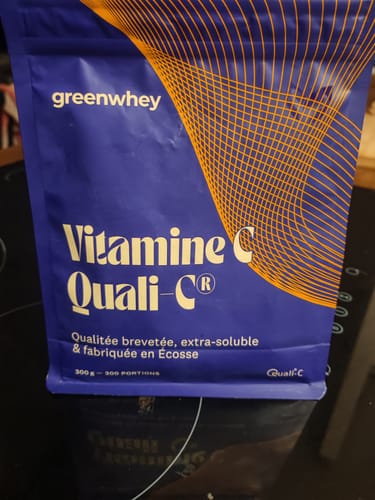 greenwhey
Vitamine C
Quali-C®
Qualitée brevetée, extra-soluble
& fabriquée en Écosse
300 g — 300 PORTIONS
Quali-C